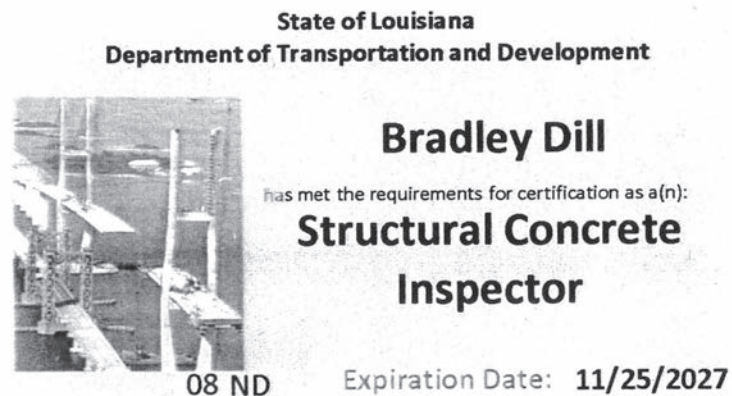 State of Louisiana
Department of Transportation and Development
Bradley Dill
has met the requirements for certification as a(n):
Structural Concrete
Inspector
08 ND
Expiration Date: 11/25/2027